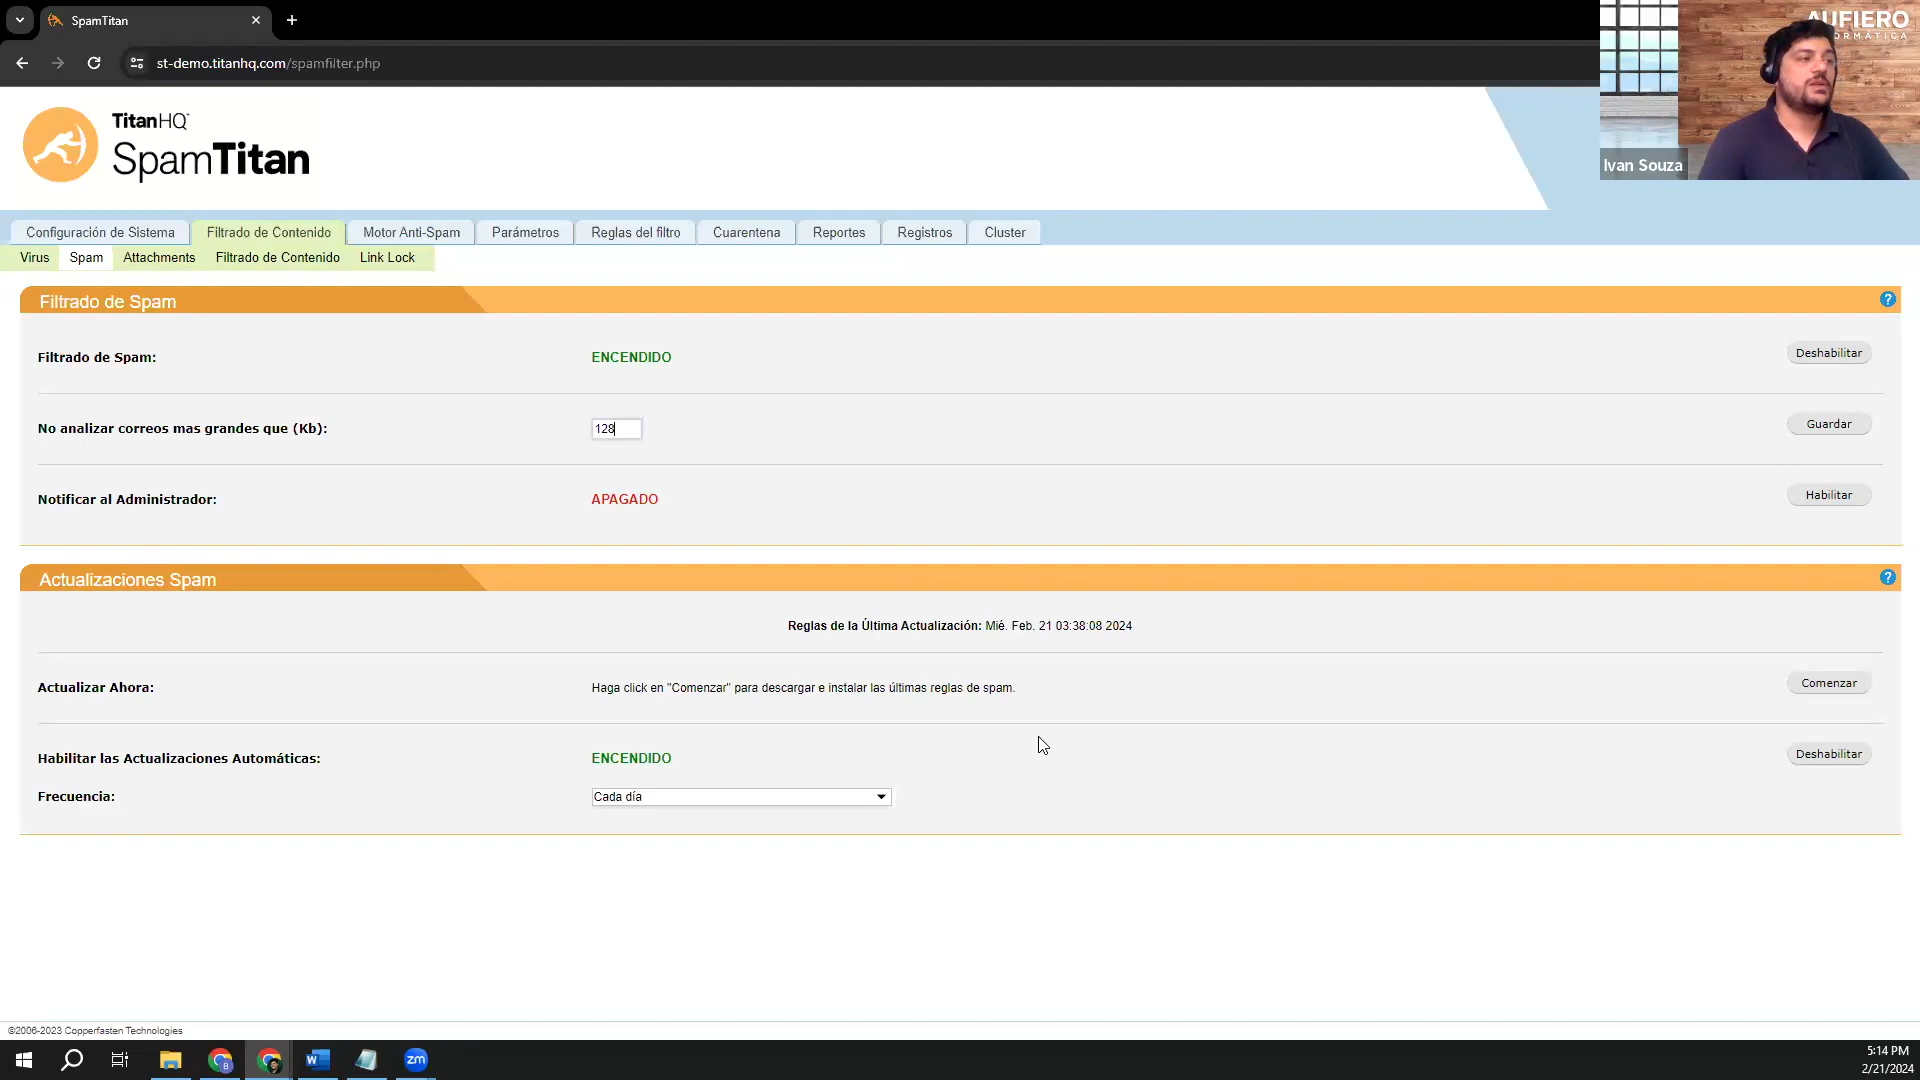 SpamTitan
st-demo.titanhq.com/spamfilter.php
AUFIERO
ORMÁTICA
TitanHQ
SpamTitan
Ivan Souza
Configuración de Sistema
Filtrado de Contenido
Motor Anti-Spam
Parámetros
Reglas del filtro
Cuarentena
Reportes
Registros
Cluster
Virus
Spam
Attachments
Filtrado de Contenido
Link Lock
Filtrado de Spam
?
Filtrado de Spam:
ENCENDIDO
Deshabilitar
No analizar correos mas grandes que (Kb):
128
Guardar
Notificar al Administrador:
APAGADO
Habilitar
Actualizaciones Spam
?
Reglas de la Última Actualización: Mié. Feb. 21 03:38:08 2024
Actualizar Ahora:
Haga click en "Comenzar" para descargar e instalar las últimas reglas de spam.
Comenzar
Habilitar las Actualizaciones Automáticas:
ENCENDIDO
Deshabilitar
Frecuencia:
Cada día
©2006-2023 Copperfasten Technologies
B
W
zm
5:14 PM
2/21/2024